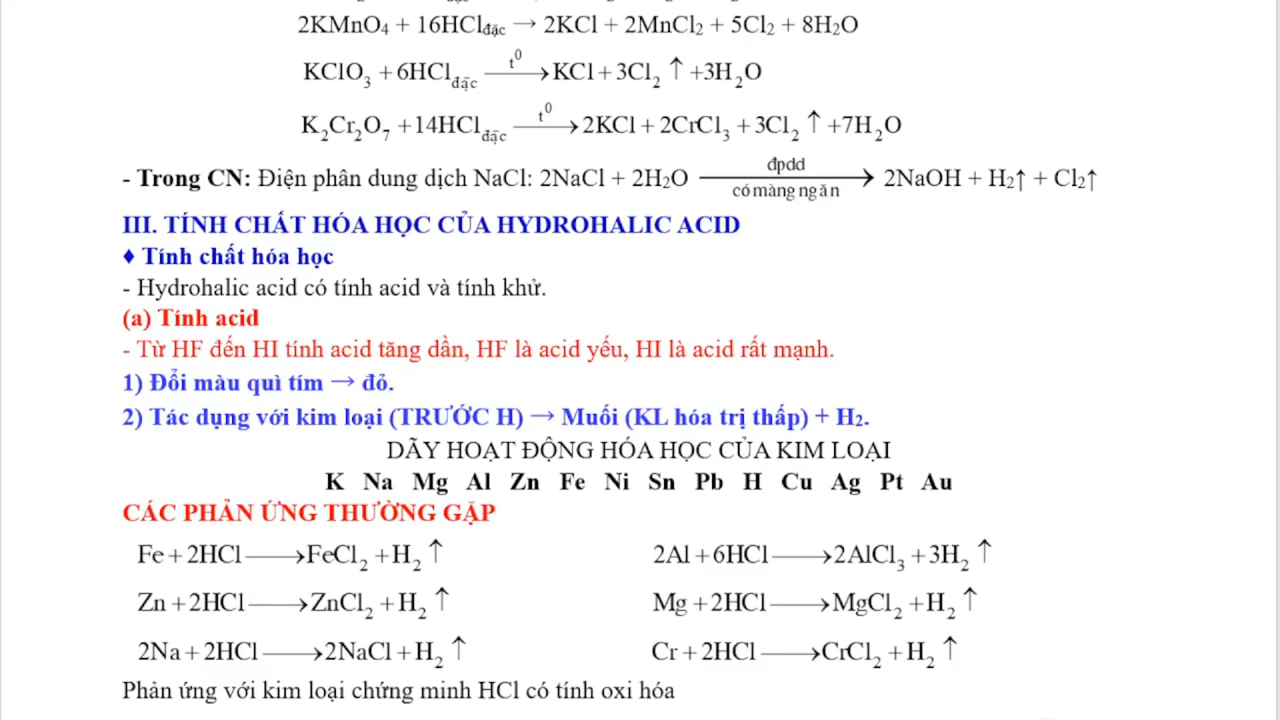 2KMnO4 + 16HClđặc → 2KCl + 2MnCl2 + 5Cl2 + 8H2O
KClO3 + 6HClđặc t0→ KCl + 3Cl2 ↑ +3H2O
K2Cr2O7 +14HClđặc t0→ 2KCl + 2CrCl3 + 3Cl2 ↑ +7H2O
- Trong CN: Điện phân dung dịch NaCl: 2NaCl + 2H2O đpdd có màng ngăn → 2NaOH + H2↑ + Cl2↑
III. TÍNH CHẤT HÓA HỌC CỦA HYDROHALIC ACID
♦ Tính chất hóa học
- Hydrohalic acid có tính acid và tính khử.
(a) Tính acid
- Từ HF đến HI tính acid tăng dần, HF là acid yếu, HI là acid rất mạnh.
1) Đổi màu quì tím → đỏ.
2) Tác dụng với kim loại (TRƯỚC H) → Muối (KL hóa trị thấp) + H2.
DÃY HOẠT ĐỘNG HÓA HỌC CỦA KIM LOẠI
K Na Mg Al Zn Fe Ni Sn Pb H Cu Ag Pt Au
CÁC PHẢN ỨNG THƯỜNG GẶP
Fe + 2HCl → FeCl2 + H2 ↑ 2Al + 6HCl → 2AlCl3 + 3H2 ↑
Zn + 2HCl → ZnCl2 + H2 ↑ Mg + 2HCl → MgCl2 + H2 ↑
2Na + 2HCl → 2NaCl + H2 ↑ Cr + 2HCl → CrCl2 + H2 ↑
Phản ứng với kim loại chứng minh HCl có tính oxi hóa